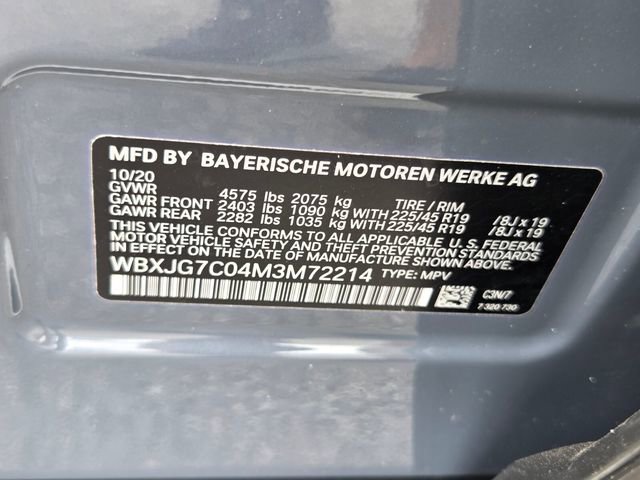 MFD BY BAYERISCHE MOTOREN WERKE AG
10/20
GVWR 4575 lbs 2075 kg TIRE / RIM
GAWR FRONT 2403 lbs 1090 kg WITH 225/45 R19 /8J x 19
GAWR REAR 2282 lbs 1035 kg WITH 225/45 R19 /8J x 19
THIS VEHICLE CONFORMS TO ALL APPLICABLE U.S. FEDERAL
MOTOR VEHICLE SAFETY AND THEFT PREVENTION STANDARDS
IN EFFECT ON THE DATE OF MANUFACTURE SHOWN ABOVE.
WBXJG7C04M3M72214 TYPE: MPV
C3N/7
7 320 730